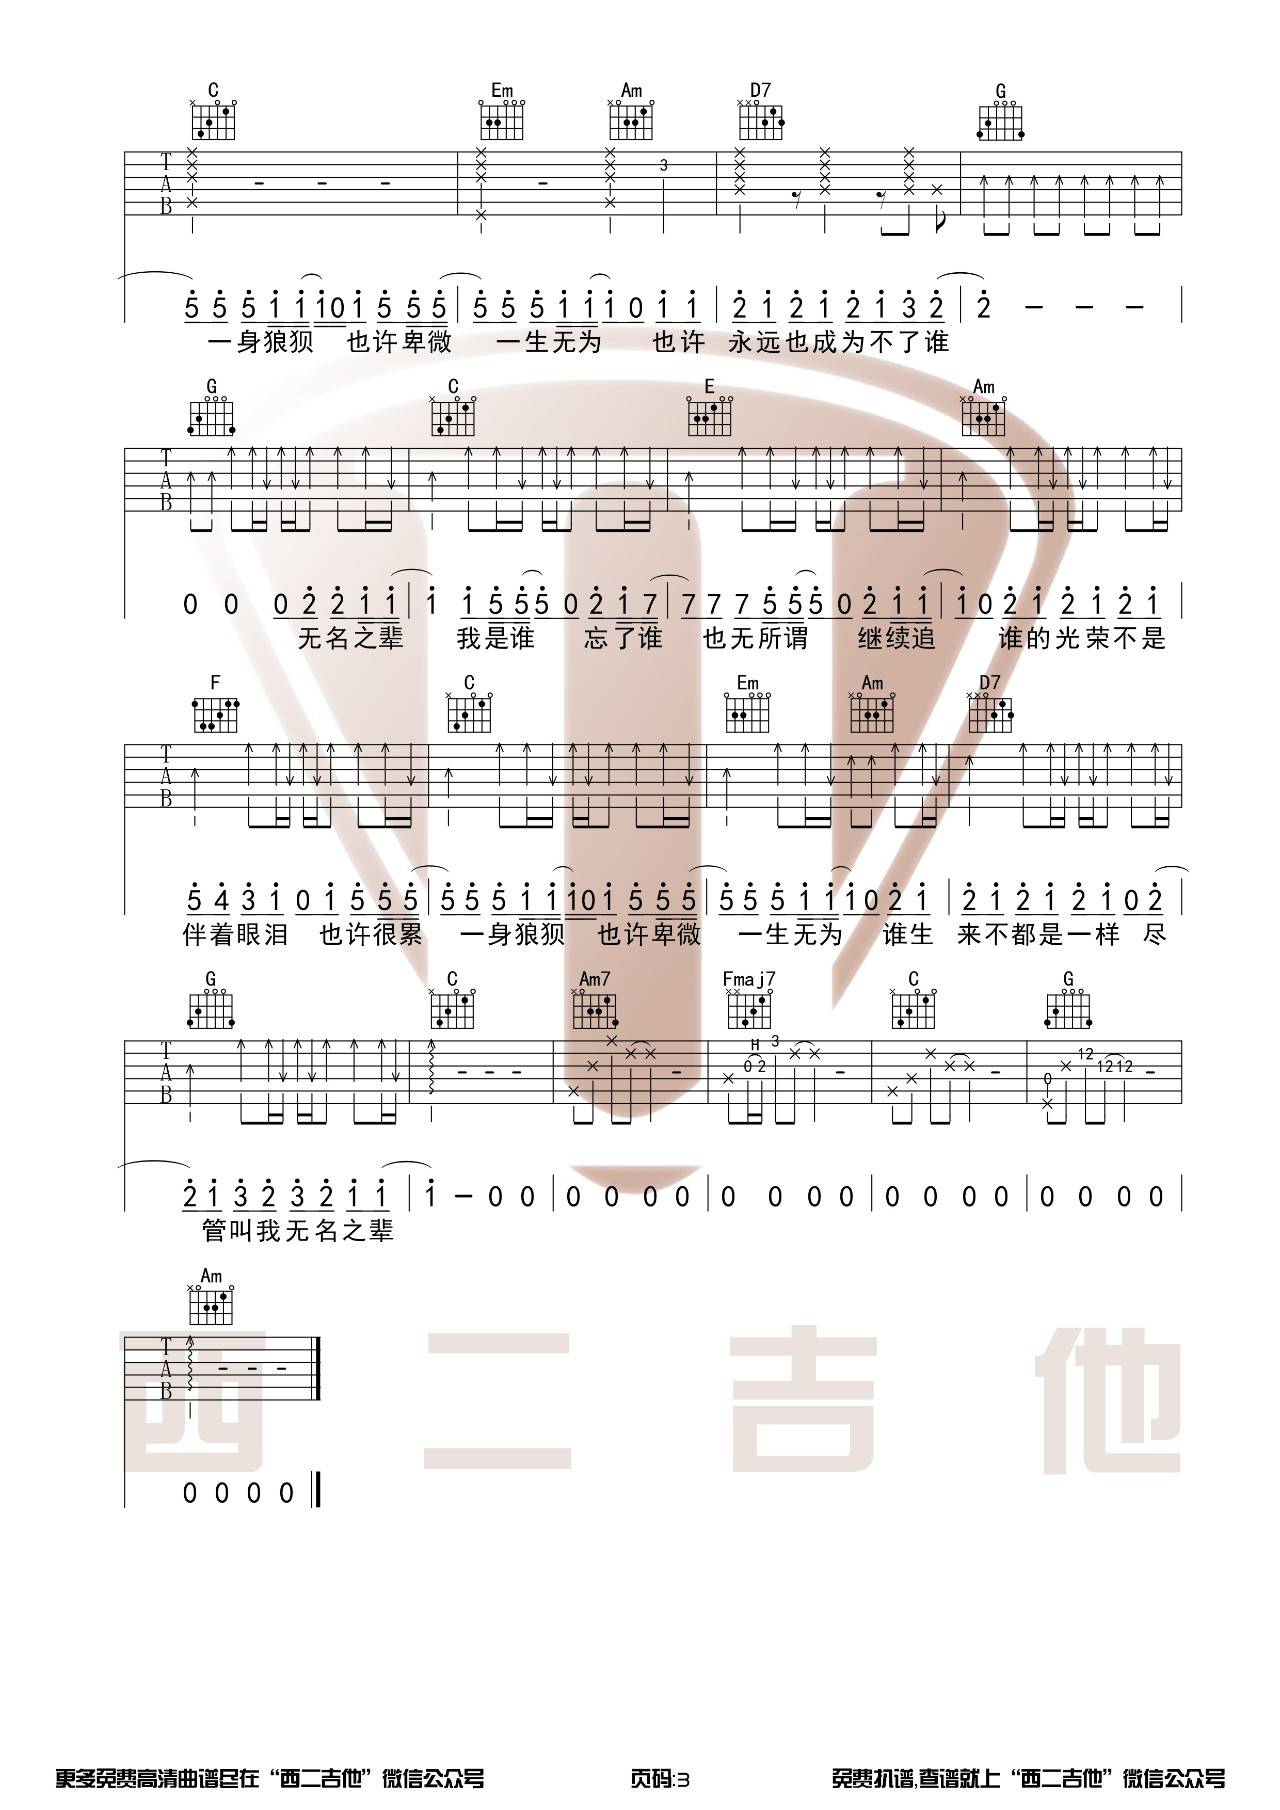 C Em Am D7 G
3
T A B
5 5 5 1 1 1 0 1 5 5 5 5 5 5 1 1 1 0 1 1 2 1 2 1 2 1 3 2 2 - - -
一身狼狈 也许卑微 一生无为 也许 永远也成为不了谁
G C E Am
T A B
0 0 0 2 2 1 1 1 1 5 5 5 0 2 1 7 7 7 7 5 5 5 0 2 1 1 1 0 2 1 2 1 2 1
无名之辈 我是谁 忘了谁 也无所谓 继续追 谁的光荣不是
F C Em Am D7
T A B
5 4 3 1 0 1 5 5 5 5 5 5 1 1 1 0 1 5 5 5 5 5 5 1 1 1 0 2 1 2 1 2 1 2 1 0 2
伴着眼泪 也许很累 一身狼狈 也许卑微 一生无为 谁生 来不都是一样 尽
G C Am7 Fmaj7 C G
T A B
H 0 2 3 0 12 12 12
2 1 3 2 3 2 1 1 1 - 0 0 0 0 0 0 0 0 0 0 0 0 0 0 0 0 0 0
管叫我无名之辈
Am
T A B
西二吉他
0 0 0 0
更多免费高清曲谱尽在“西二吉他”微信公众号 页码:3 免费扒谱,查谱就上“西二吉他”微信公众号